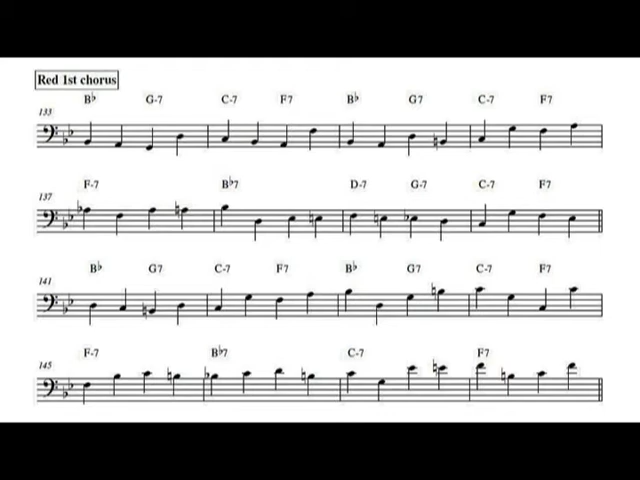 Red 1st chorus
B♭ G-7 C-7 F7 B♭ G7 C-7 F7
133
F-7 B♭7 D-7 G-7 C-7 F7
137
B♭ G7 C-7 F7 B♭ G7 C-7 F7
141
F-7 B♭7 C-7 F7
145